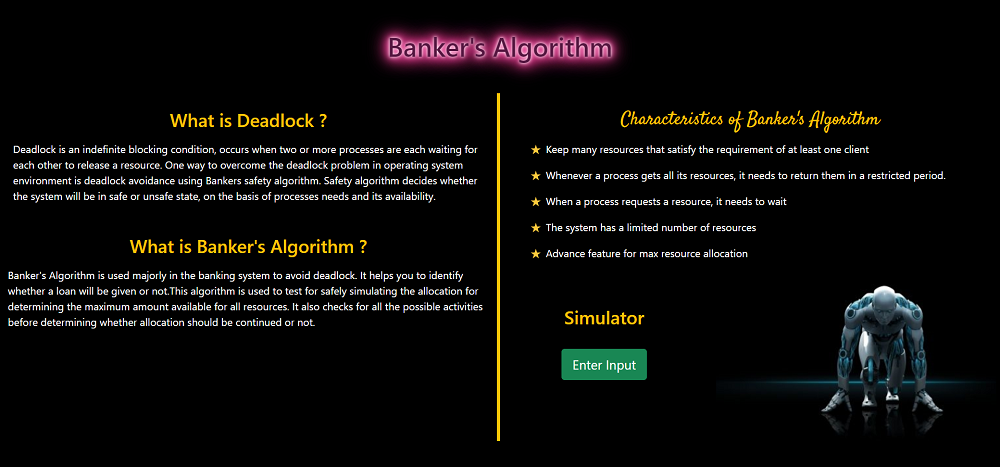 Banker's Algorithm
What is Deadlock ?
Deadlock is an indefinite blocking condition, occurs when two or more processes are each waiting for
each other to release a resource. One way to overcome the deadlock problem in operating system
environment is deadlock avoidance using Bankers safety algorithm. Safety algorithm decides whether
the system will be in safe or unsafe state, on the basis of processes needs and its availability.
What is Banker's Algorithm ?
Banker's Algorithm is used majorly in the banking system to avoid deadlock. It helps you to identify
whether a loan will be given or not.This algorithm is used to test for safely simulating the allocation for
determining the maximum amount available for all resources. It also checks for all the possible activities
before determining whether allocation should be continued or not.
Characteristics of Banker's Algorithm
★ Keep many resources that satisfy the requirement of at least one client
★ Whenever a process gets all its resources, it needs to return them in a restricted period.
★ When a process requests a resource, it needs to wait
★ The system has a limited number of resources
★ Advance feature for max resource allocation
Simulator
Enter Input